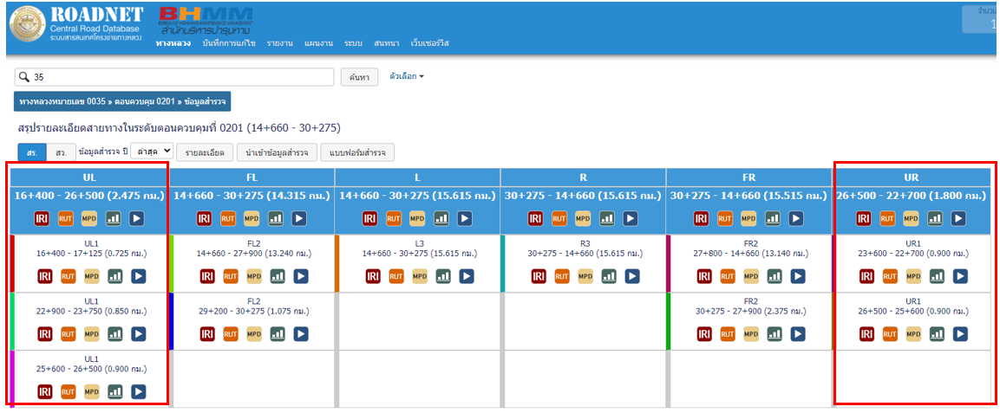 ROADNET
Central Road Database
ระบบสารสนเทศโครงข่ายทางหลวง
BHMM
BUREAU OF HIGHWAYS MAINTENANCE MANAGEMENT
สำนักบริหารบำรุงทาง
จำนวน
1
ทางหลวง บันทึกการแก้ไข รายงาน แผนงาน ระบบ สนทนา เว็บเซอร์วิส
35 ค้นหา ตัวเลือก
ทางหลวงหมายเลข 0035 » ตอนควบคุม 0201 » ข้อมูลสำรวจ
สรุปรายละเอียดสายทางในระดับตอนควบคุมที่ 0201 (14+660 - 30+275)
สร. สว. ข้อมูลสำรวจ ปี ล่าสุด รายละเอียด นำเข้าข้อมูลสำรวจ แบบฟอร์มสำรวจ
UL FL L R FR UR
16+400 - 26+500 (2.475 กม.) 14+660 - 30+275 (14.315 กม.) 14+660 - 30+275 (15.615 กม.) 30+275 - 14+660 (15.615 กม.) 30+275 - 14+660 (15.515 กม.) 26+500 - 22+700 (1.800 กม.)
IRI RUT MPD IRI RUT MPD IRI RUT MPD IRI RUT MPD IRI RUT MPD IRI RUT MPD
UL1 FL2 L3 R3 FR2 UR1
16+400 - 17+125 (0.725 กม.) 14+660 - 27+900 (13.240 กม.) 14+660 - 30+275 (15.615 กม.) 30+275 - 14+660 (15.615 กม.) 27+800 - 14+660 (13.140 กม.) 23+600 - 22+700 (0.900 กม.)
IRI RUT MPD IRI RUT MPD IRI RUT MPD IRI RUT MPD IRI RUT MPD IRI RUT MPD
UL1 FL2 FR2 UR1
22+900 - 23+750 (0.850 กม.) 29+200 - 30+275 (1.075 กม.) 30+275 - 27+900 (2.375 กม.) 26+500 - 25+600 (0.900 กม.)
IRI RUT MPD IRI RUT MPD IRI RUT MPD IRI RUT MPD
UL1
25+600 - 26+500 (0.900 กม.)
IRI RUT MPD